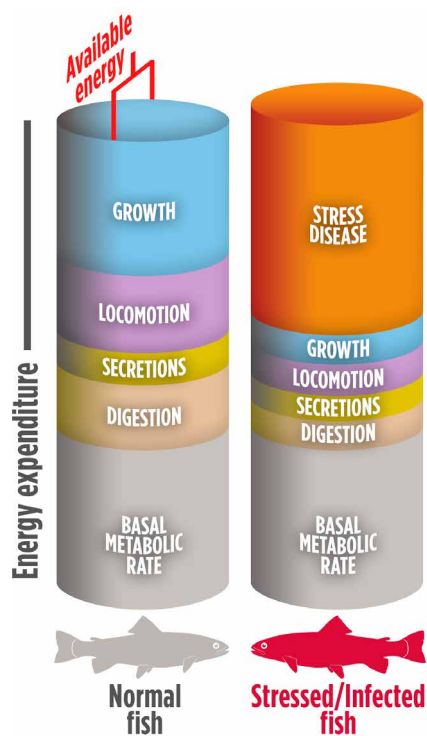 Available
energy
GROWTH
LOCOMOTION
SECRETIONS
DIGESTION
BASAL
METABOLIC
RATE
STRESS
DISEASE
GROWTH
LOCOMOTION
SECRETIONS
DIGESTION
BASAL
METABOLIC
RATE
Energy expenditure
Normal
fish
Stressed/Infected
fish